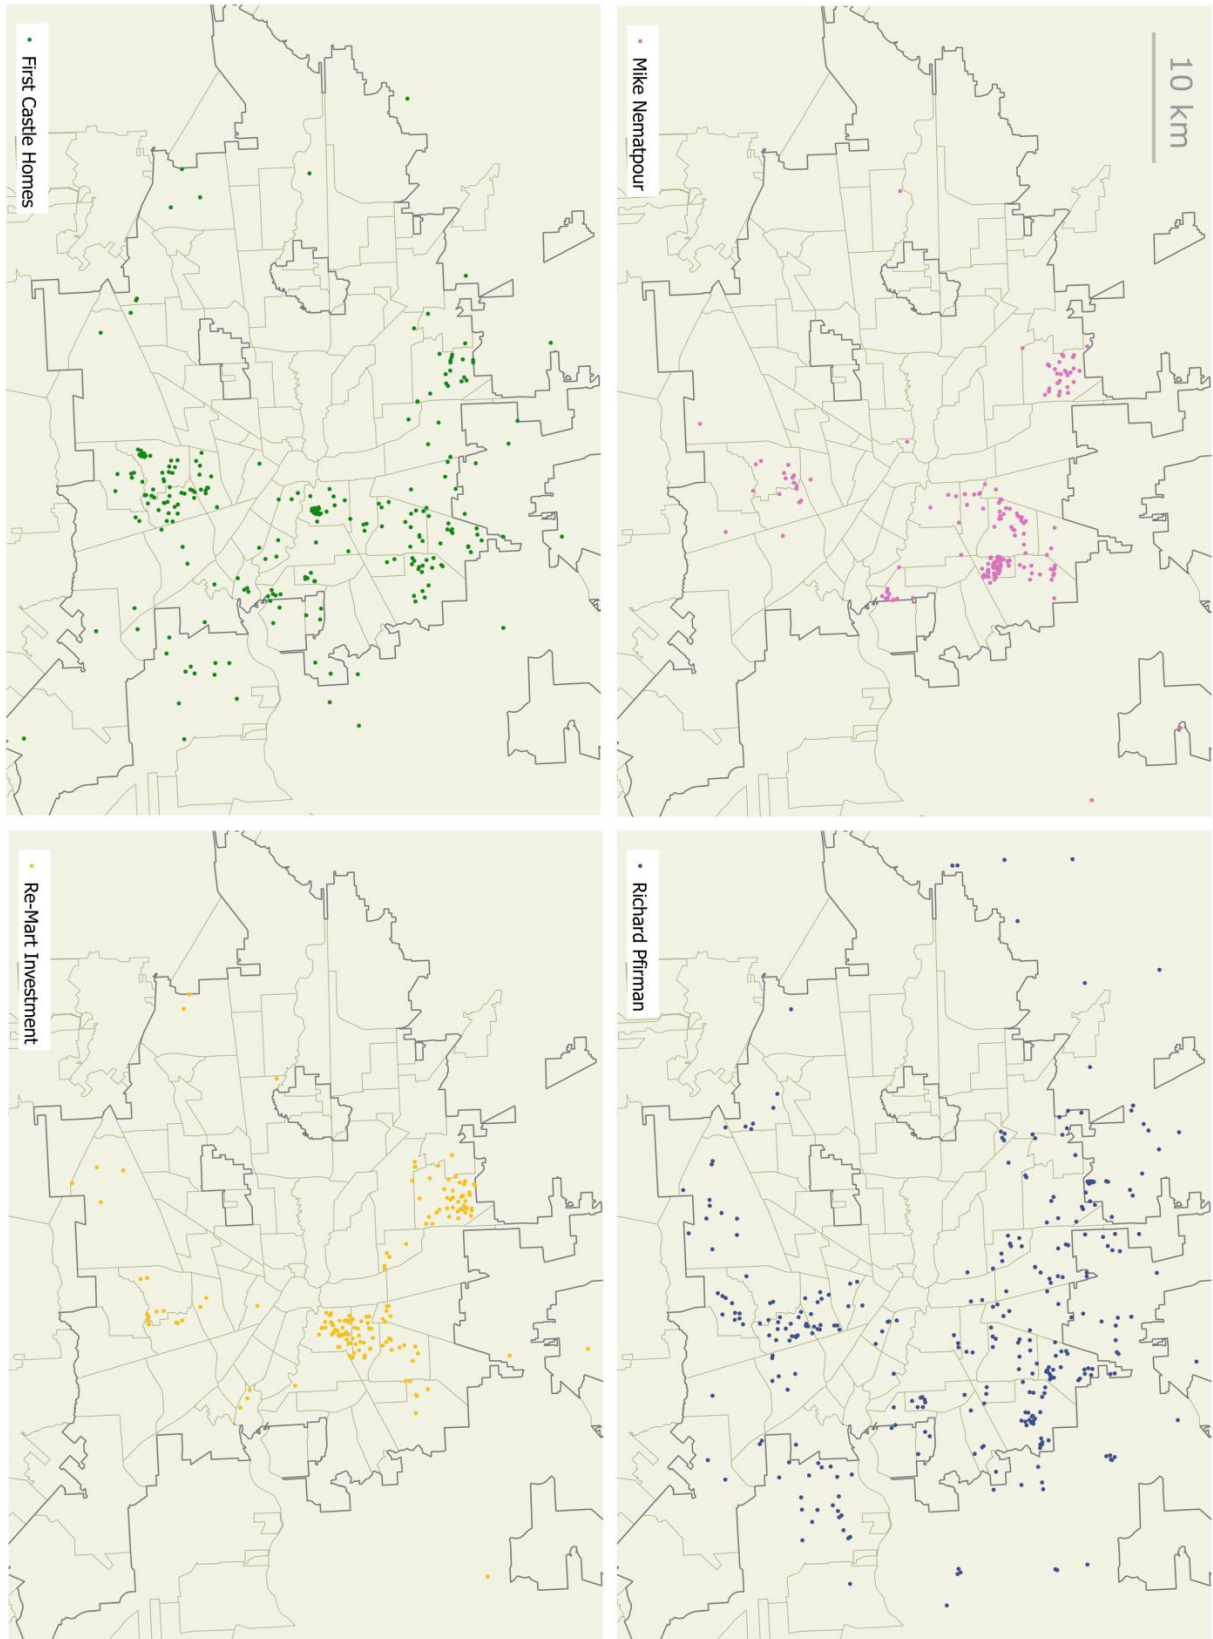 10 km
Mike Nematpour
Richard Pfirman
First Castle Homes
Re-Mart Investment